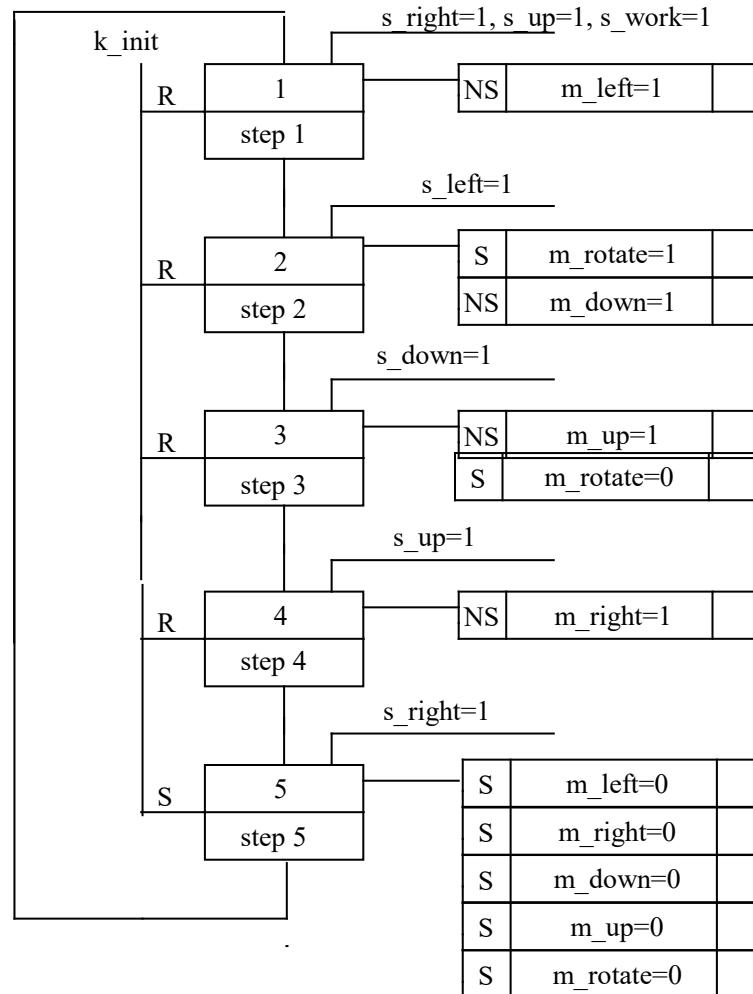 s_right=1, s_up=1, s_work=1
k_init
R 1 NS m_left=1
step 1
s_left=1
R 2 S m_rotate=1
step 2 NS m_down=1
s_down=1
R 3 NS m_up=1
step 3 S m_rotate=0
s_up=1
R 4 NS m_right=1
step 4
s_right=1
S 5 S m_left=0
step 5 S m_right=0
S m_down=0
S m_up=0
S m_rotate=0